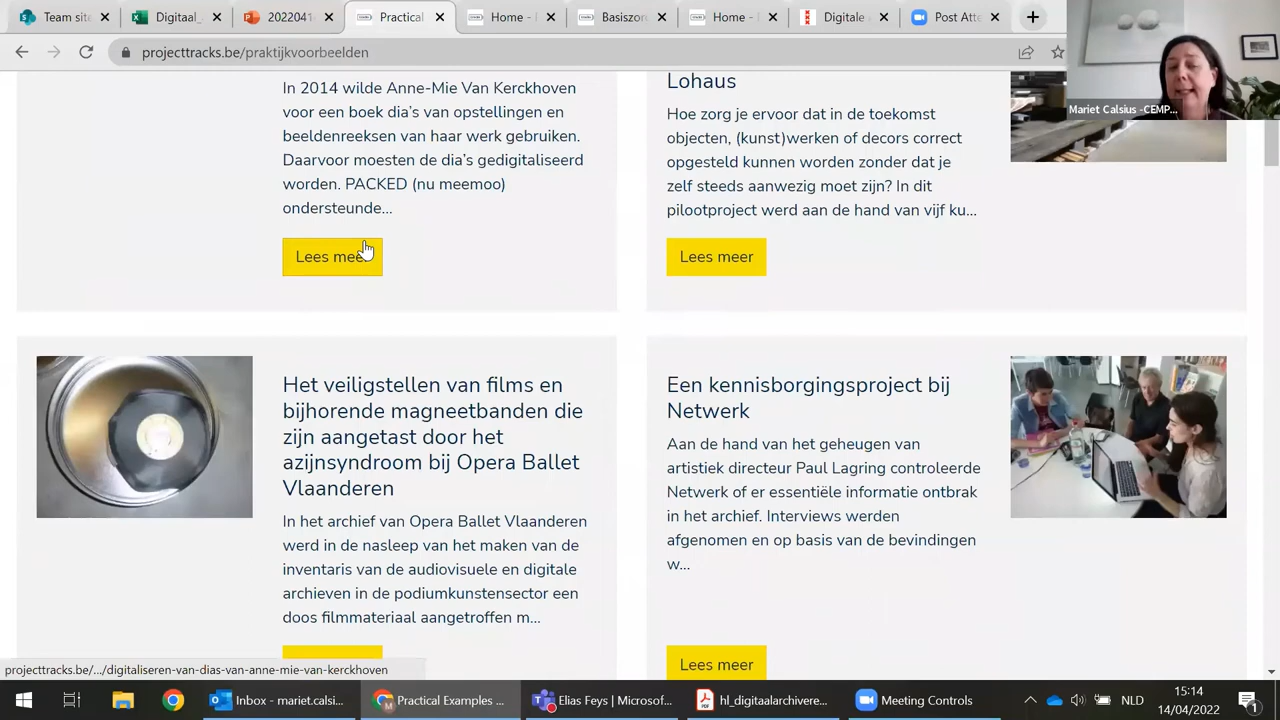 Team site
Digitaal_
2022041
Practical
Home -
Basiszor
Home - |
Digitale
Post Atte
projecttracks.be/praktijkvoorbeelden
Mariet Calsius -CEMP...
In 2014 wilde Anne-Mie Van Kerckhoven
voor een boek dia's van opstellingen en
beeldenreeksen van haar werk gebruiken.
Daarvoor moesten de dia's gedigitaliseerd
worden. PACKED (nu meemoo)
ondersteunde...
Lees meer
Lohaus
Hoe zorg je ervoor dat in de toekomst
objecten, (kunst)werken of decors correct
opgesteld kunnen worden zonder dat je
zelf steeds aanwezig moet zijn? In dit
pilootproject werd aan de hand van vijf ku...
Lees meer
Het veiligstellen van films en
bijhorende magneetbanden die
zijn aangetast door het
azijnsyndroom bij Opera Ballet
Vlaanderen
In het archief van Opera Ballet Vlaanderen
werd in de nasleep van het maken van de
inventaris van de audiovisuele en digitale
archieven in de podiumkunstensector een
doos filmmateriaal aangetroffen m...
Een kennisborgingsproject bij
Netwerk
Aan de hand van het geheugen van
artistiek directeur Paul Lagring controleerde
Netwerk of er essentiële informatie ontbrak
in het archief. Interviews werden
afgenomen en op basis van de bevindingen
w...
Lees meer
projecttracks.be/.../digitaliseren-van-dias-van-anne-mie-van-kerckhoven
Inbox - mariet.calsi...
Practical Examples ...
Elias Feys | Microsof...
hl_digitaalarchivere...
Meeting Controls
NLD
15:14
14/04/2022
1